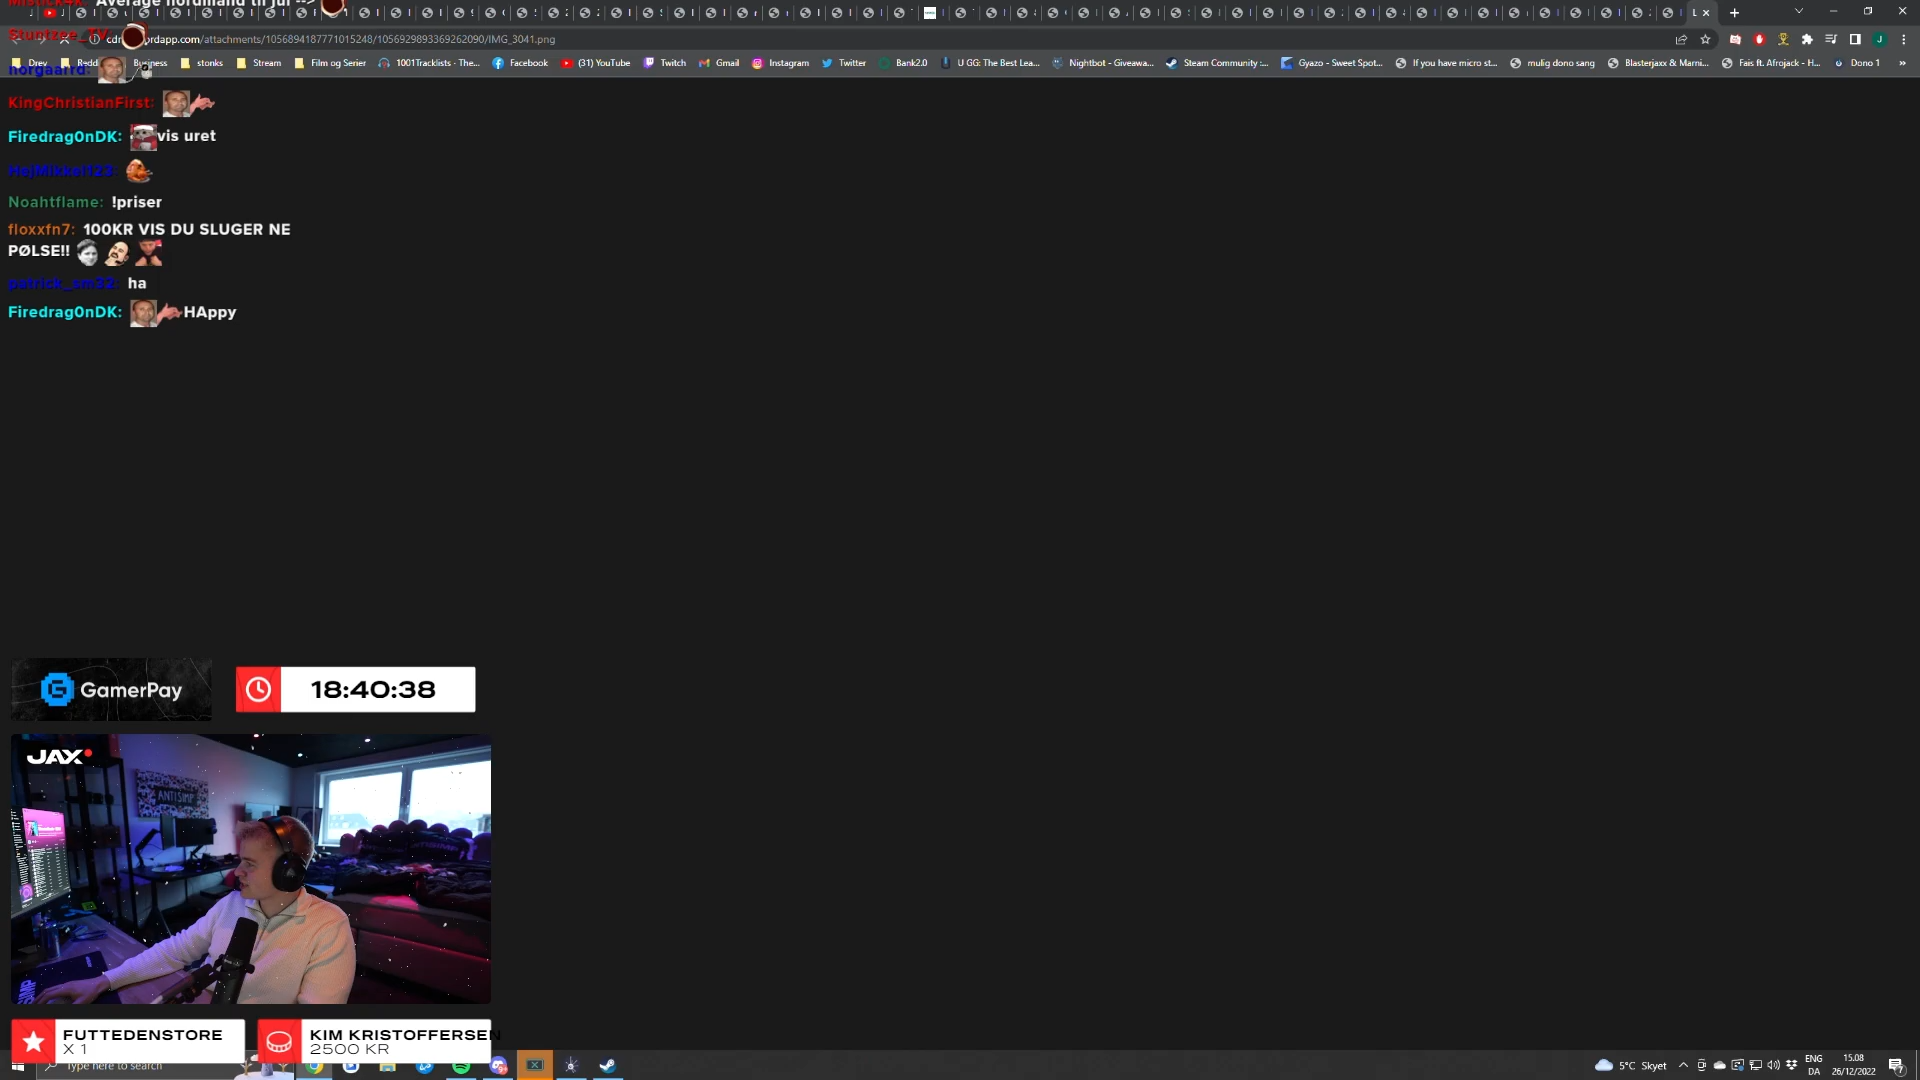 Mistick4k: Average nordmand til jul -->
Stuntzee_TV:
rdapp.com/attachments/1056894187771015248/1056929893369262090/IMG_3041.png
Drev
Redd
Business
stonks
Stream
Film og Serier
1001Tracklists - The...
Facebook
(31) YouTube
Twitch
Gmail
Instagram
Twitter
Bank2.0
U GG: The Best Lea...
Nightbot - Giveawa...
Steam Community :...
Gyazo - Sweet Spot...
If you have micro st...
mulig dono sang
Blasterjaxx & Marni...
Fais ft. Afrojack - H...
Dono 1
norgaarrd:
KingChristianFirst:
Firedrag0nDK: vis uret
HejMikkel123:
Noahtflame: !priser
floxxfn7: 100KR VIS DU SLUGER NE
PØLSE!!
patrick_sm32: ha
Firedrag0nDK: HAppy
GamerPay
18:40:38
JAX
ANTISIMP
FUTTEDENSTORE
X 1
KIM KRISTOFFERSEN
2500 KR
Type here to search
5°C Skyet
ENG
DA
15.08
26/12/2022